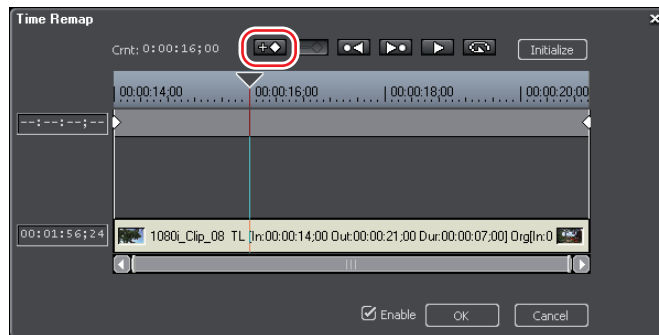 Time Remap
x
Crnt: 0:00:16;00
Initialize
00:00:14;00 00:00:16;00 00:00:18;00 00:00:20;00
--:--:--;--
00:01:56;24
1080i_Clip_08 TL [In:00:00:14;00 Out:00:00:21;00 Dur:00:00:07;00] Org[In:0
Enable
OK
Cancel